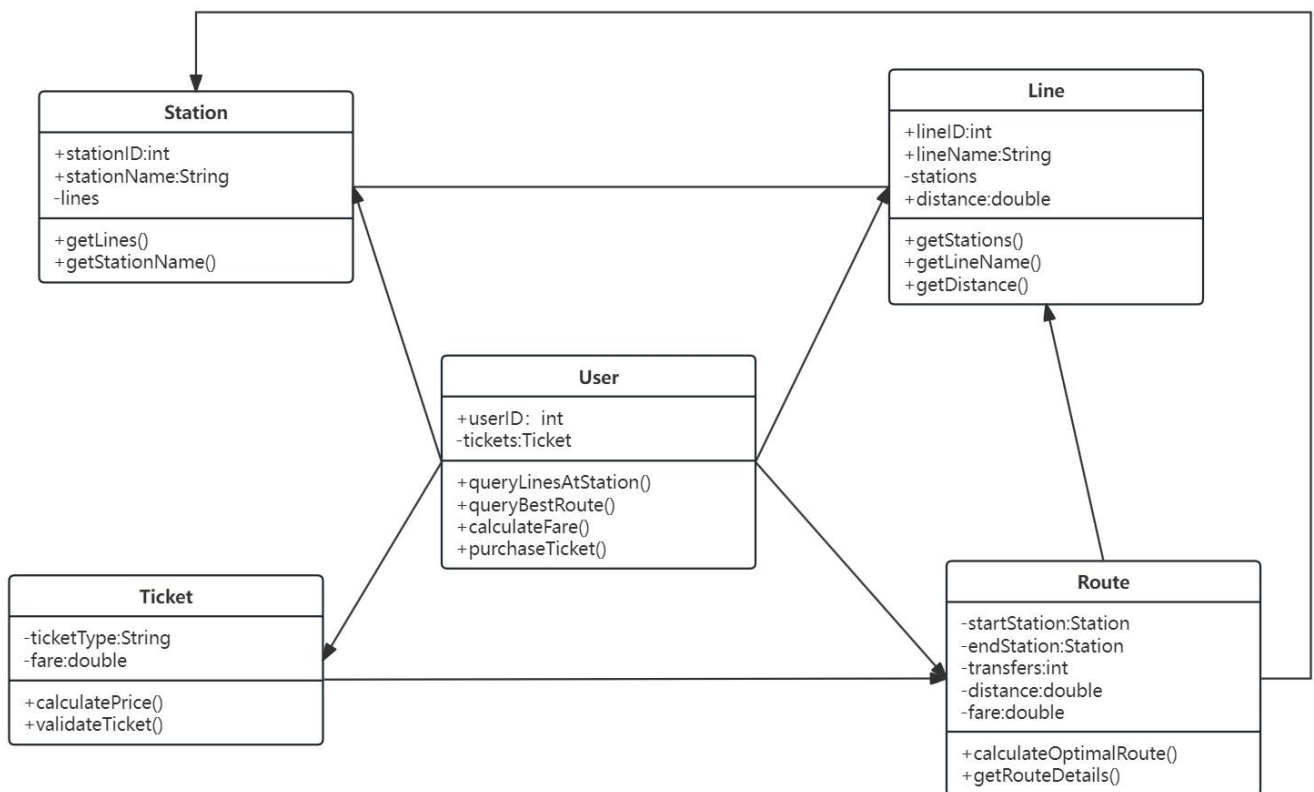 Station
+stationID:int
+stationName:String
-lines
+getLines()
+getStationName()
Line
+lineID:int
+lineName:String
-stations
+distance:double
+getStations()
+getLineName()
+getDistance()
User
+userID：int
-tickets:Ticket
+queryLinesAtStation()
+queryBestRoute()
+calculateFare()
+purchaseTicket()
Ticket
-ticketType:String
-fare:double
+calculatePrice()
+validateTicket()
Route
-startStation:Station
-endStation:Station
-transfers:int
-distance:double
-fare:double
+calculateOptimalRoute()
+getRouteDetails()